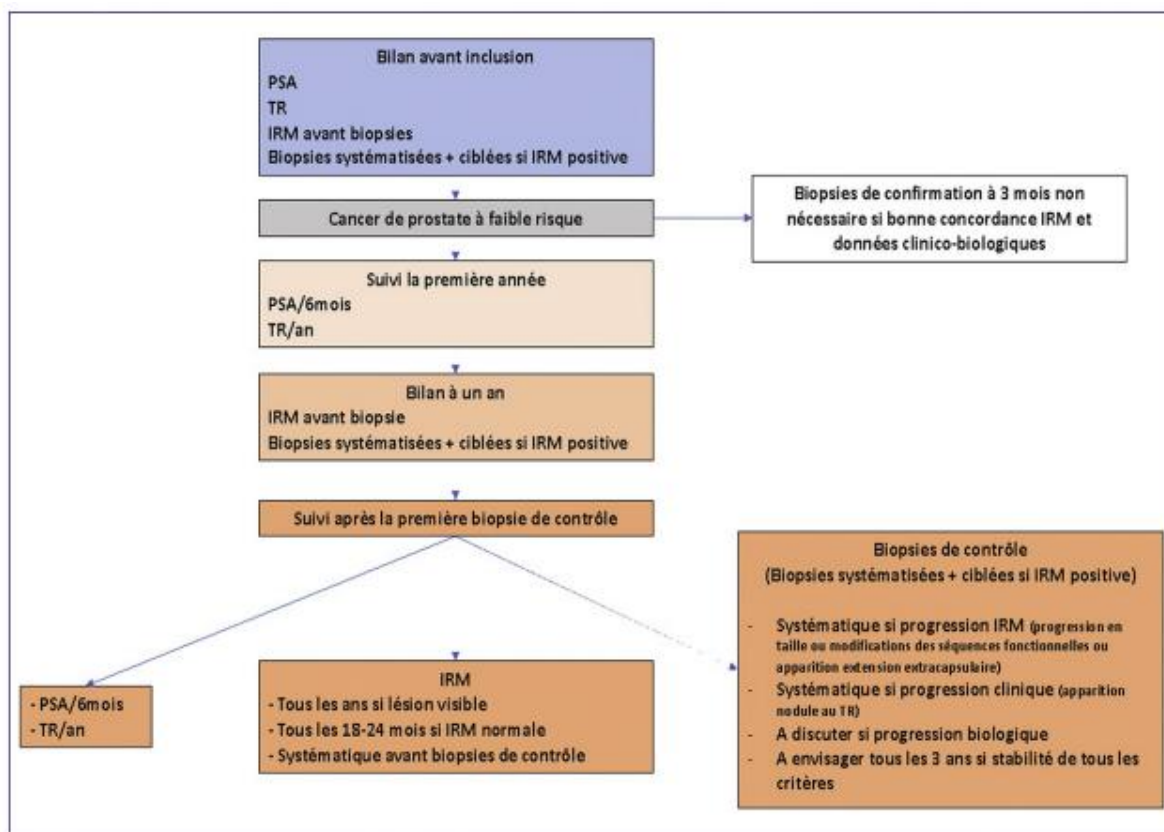 Bilan avant inclusion
PSA
TR
IRM avant biopsies
Biopsies systématisées + ciblées si IRM positive
Cancer de prostate à faible risque
Biopsies de confirmation à 3 mois non
nécessaire si bonne concordance IRM et
données clinico-biologiques
Suivi la première année
PSA/6mois
TR/an
Bilan à un an
IRM avant biopsie
Biopsies systématisées + ciblées si IRM positive
Suivi après la première biopsie de contrôle
- PSA/6mois
- TR/an
IRM
- Tous les ans si lésion visible
- Tous les 18-24 mois si IRM normale
- Systématique avant biopsies de contrôle
Biopsies de contrôle
(Biopsies systématisées + ciblées si IRM positive)
- Systématique si progression IRM (progression en
taille ou modifications des séquences fonctionelles ou
apparition extension extracapsulaire)
- Systématique si progression clinique (apparition
nodule au TR)
- A discuter si progression biologique
- A envisager tous les 3 ans si stabilité de tous les
critères